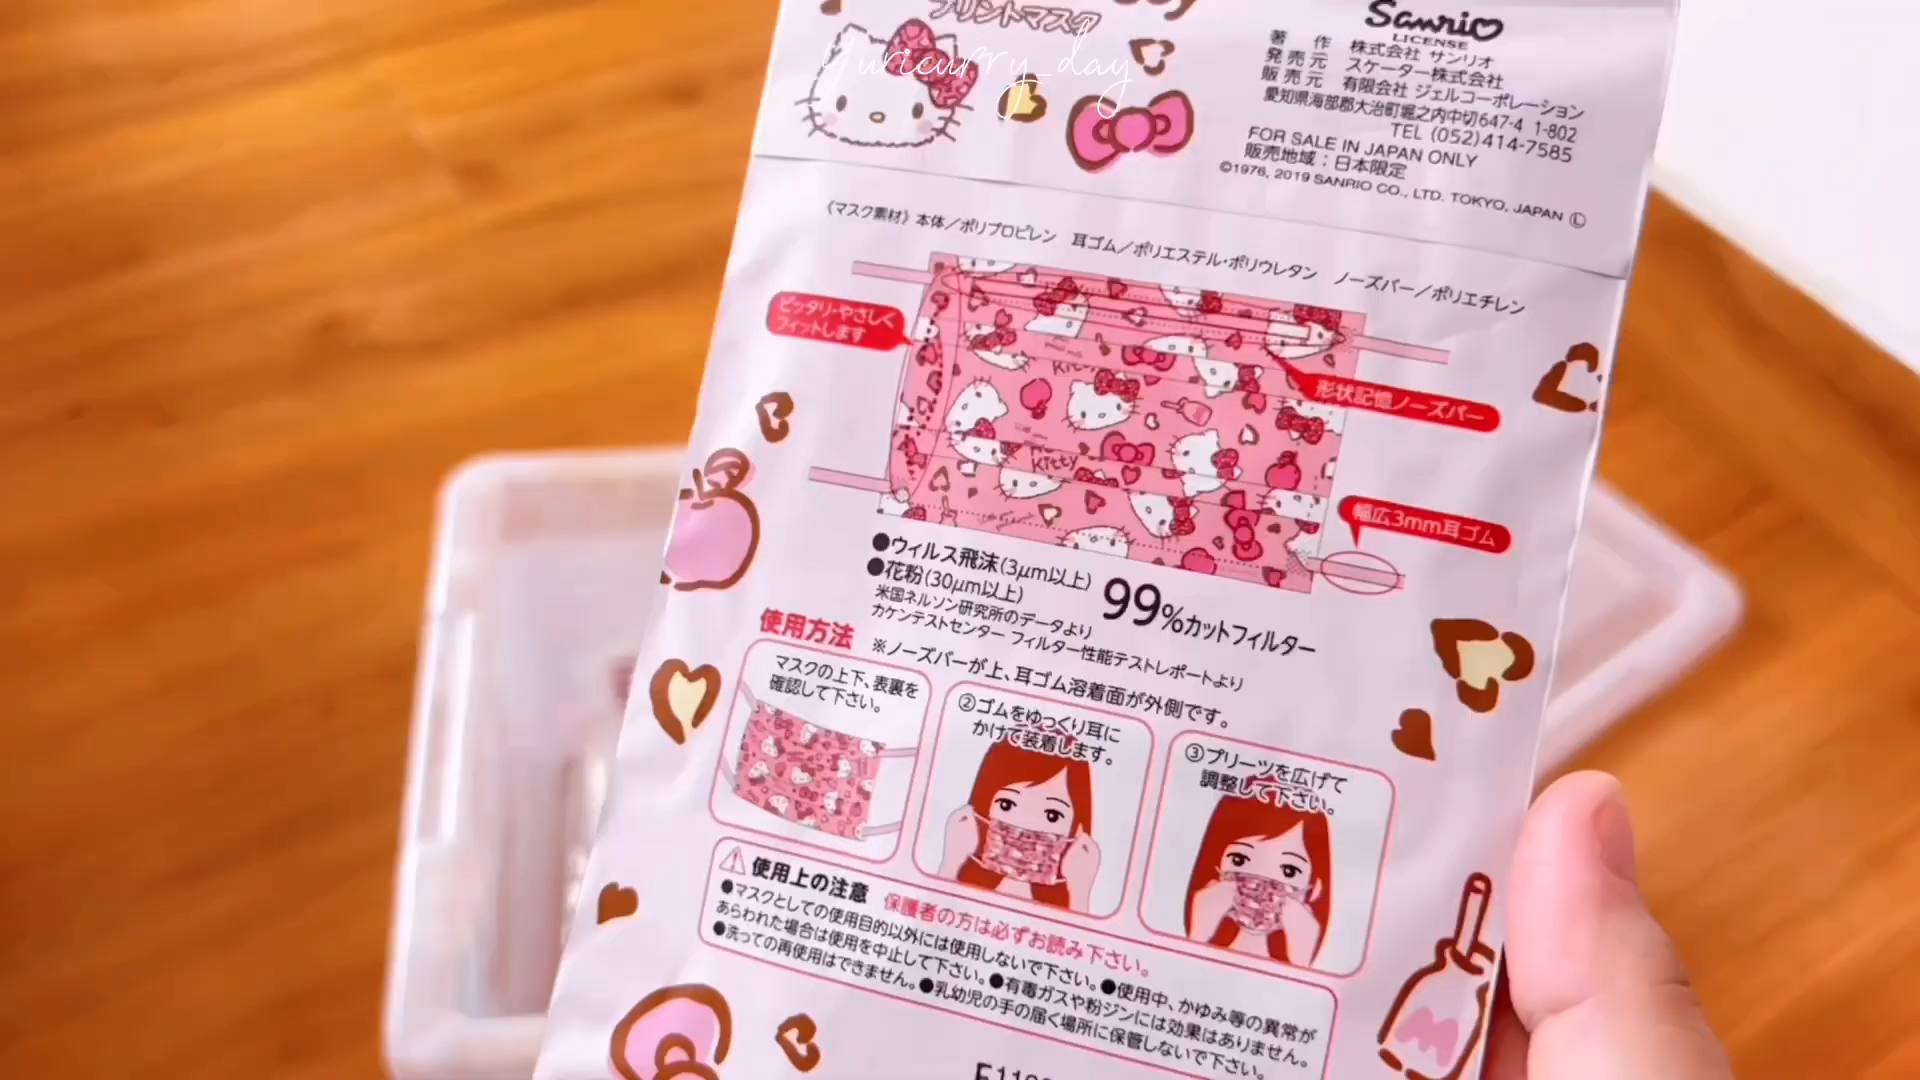 プリントマスク
Yuricurry_day
Sanrio
LICENSE
著 作 株式会社 サンリオ
発売元 スケーター株式会社
販売元 有限会社 ジェルコーポレーション
愛知県海部郡大治町堀之内中切647-4 1-802
TEL (052)414-7585
FOR SALE IN JAPAN ONLY
販売地域：日本限定
©1976, 2019 SANRIO CO., LTD. TOKYO, JAPAN Ⓛ
《マスク素材》本体／ポリプロピレン 耳ゴム／ポリエステル・ポリウレタン ノーズバー／ポリエチレン
ピッタリ・やさしく
フィットします
形状記憶ノーズバー
Kitty
Kitty
幅広3mm耳ゴム
●ウィルス飛沫(3μm以上)
●花粉(30μm以上)
99%カットフィルター
米国ネルソン研究所のデータより
カケンテストセンター フィルター性能テストレポートより
使用方法
※ノーズバーが上、耳ゴム溶着面が外側です。
マスクの上下、表裏を
確認して下さい。
②ゴムをゆっくり耳に
かけて装着します。
③プリーツを広げて
調整して下さい。
使用上の注意 保護者の方は必ずお読み下さい。
●マスクとしての使用目的以外には使用しないで下さい。●使用中、かゆみ等の異常が
あらわれた場合は使用を中止して下さい。●有毒ガスや粉ジンには効果はありません。
●洗っての再使用はできません。●乳幼児の手の届く場所に保管しないで下さい。